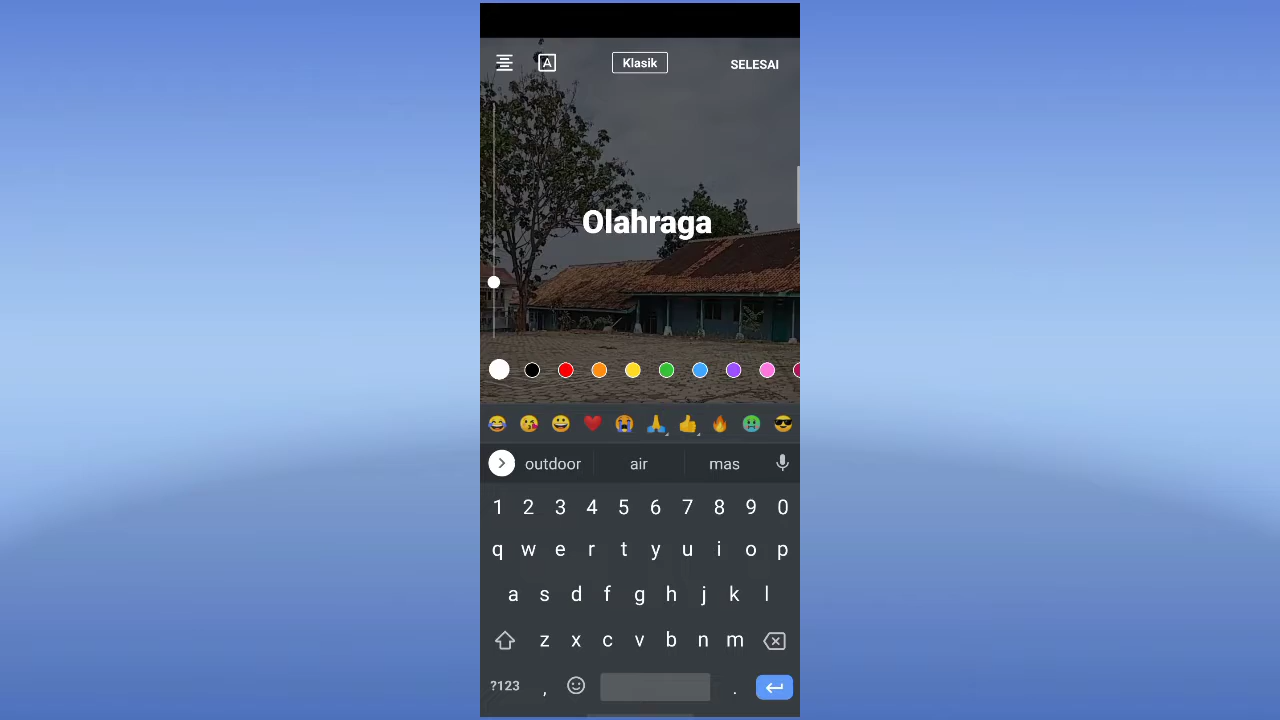 A Klasik SELESAI
Olahraga
outdoor air mas
1 2 3 4 5 6 7 8 9 0
q w e r t y u i o p
a s d f g h j k l
z x c v b n m
?123 , .